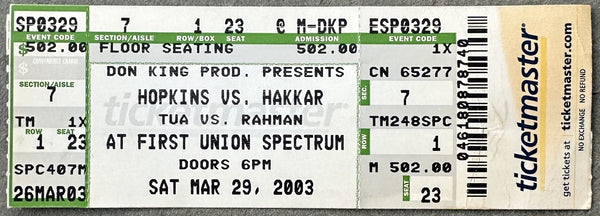 SP0329 7 1 23 @ M-DKP ESP0329
EVENT CODE SECTION/AISLE ROW/BOX SEAT ADMISSION EVENT CODE
$ 502.00 FLOOR SEATING 502.00 1X
CONVENIENCE CHARGE
DON KING PROD. PRESENTS CN 65277
SECTION/AISLE SECTION/AISLE
7 HOPKINS VS. HAKKAR 7
ticketmaster
TM 1X TUA VS. RAHMAN TM248SPC
ROW SEAT ROW
1 23 AT FIRST UNION SPECTRUM 1
SPC407M DOORS 6PM M 502.00
26MAR03 SAT MAR 29, 2003 SEAT 23
0461808788740
ticketmaster
get tickets at ticketmaster.com
NO EXCHANGE NO REFUND